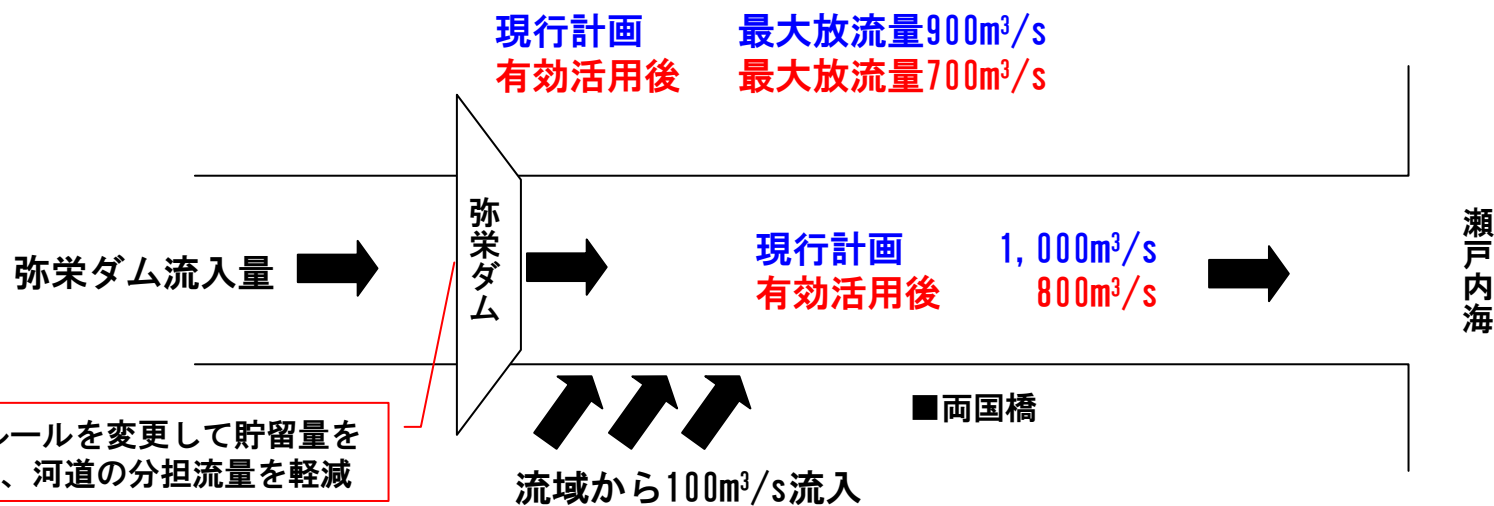 現行計画 最大放流量900m³/s
有効活用後 最大放流量700m³/s
弥栄ダム流入量
弥栄ダム
現行計画 1,000m³/s
有効活用後 800m³/s
瀬戸内海
ルールを変更して貯留量を
、河道の分担流量を軽減
■両国橋
流域から100m³/s流入